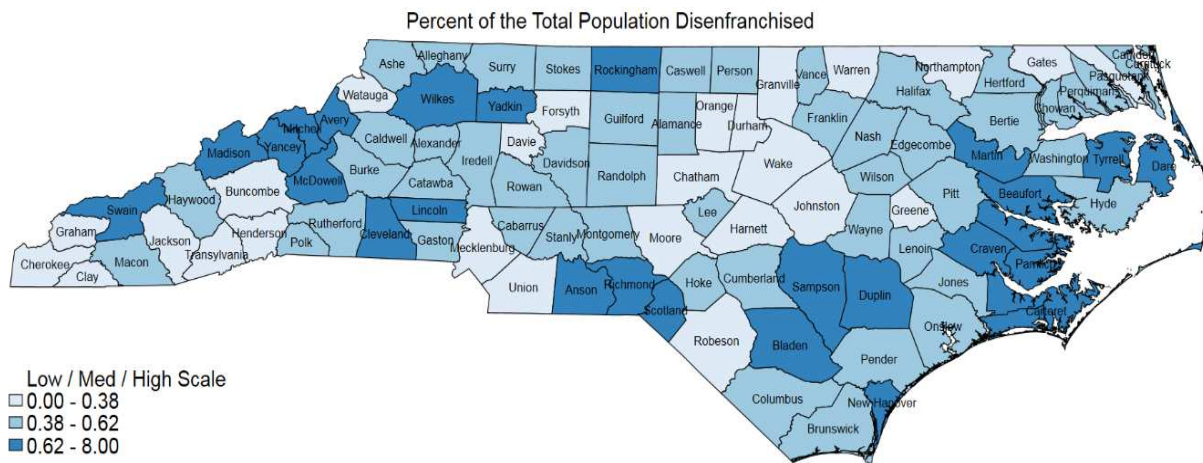 Percent of the Total Population Disenfranchised
Ashe
Alleghany
Surry
Stokes
Rockingham
Caswell
Person
Granville
Vance
Warren
Northampton
Gates
Camden
Currituck
Pasquotank
Perquimans
Chowan
Hertford
Halifax
Bertie
Watauga
Wilkes
Yadkin
Forsyth
Guilford
Alamance
Orange
Durham
Franklin
Nash
Edgecombe
Martin
Washington
Tyrrell
Dare
Avery
Mitchell
Yancey
Madison
Caldwell
Alexander
Iredell
Davie
Davidson
Randolph
Chatham
Wake
Wilson
Pitt
Beaufort
Hyde
Swain
Haywood
Buncombe
McDowell
Burke
Catawba
Rowan
Johnston
Greene
Graham
Jackson
Henderson
Rutherford
Polk
Cleveland
Lincoln
Gaston
Cabarrus
Stanly
Montgomery
Moore
Lee
Harnett
Wayne
Lenoir
Craven
Pamlico
Cherokee
Clay
Macon
Transylvania
Mecklenburg
Union
Anson
Richmond
Scotland
Hoke
Cumberland
Sampson
Duplin
Jones
Carteret
Onslow
Robeson
Bladen
Pender
Columbus
New Hanover
Brunswick
Low / Med / High Scale
0.00 - 0.38
0.38 - 0.62
0.62 - 8.00